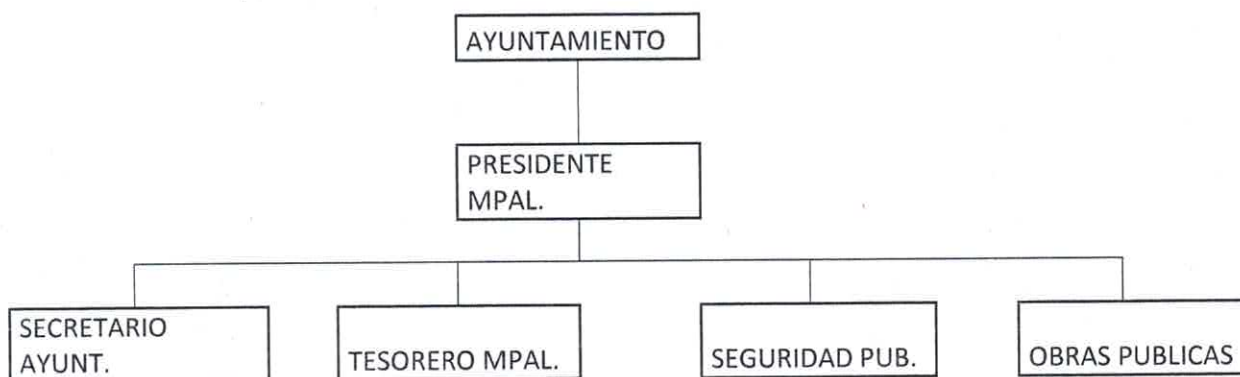 AYUNTAMIENTO
PRESIDENTE
MPAL.
SECRETARIO
AYUNT.
TESORERO MPAL.
SEGURIDAD PUB.
OBRAS PUBLICAS